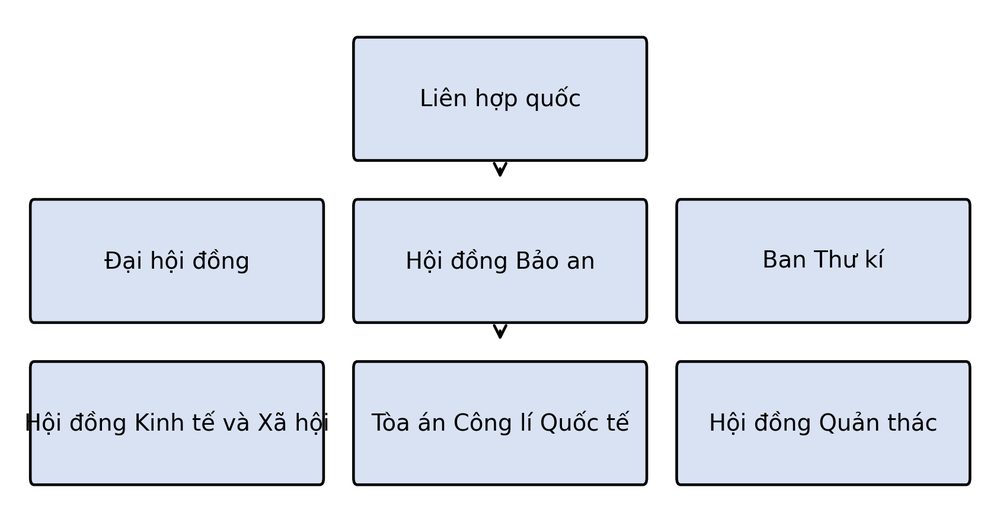 Liên hợp quốc
Đại hội đồng
Hội đồng Bảo an
Ban Thư kí
Hội đồng Kinh tế và Xã hội
Tòa án Công lí Quốc tế
Hội đồng Quản thác